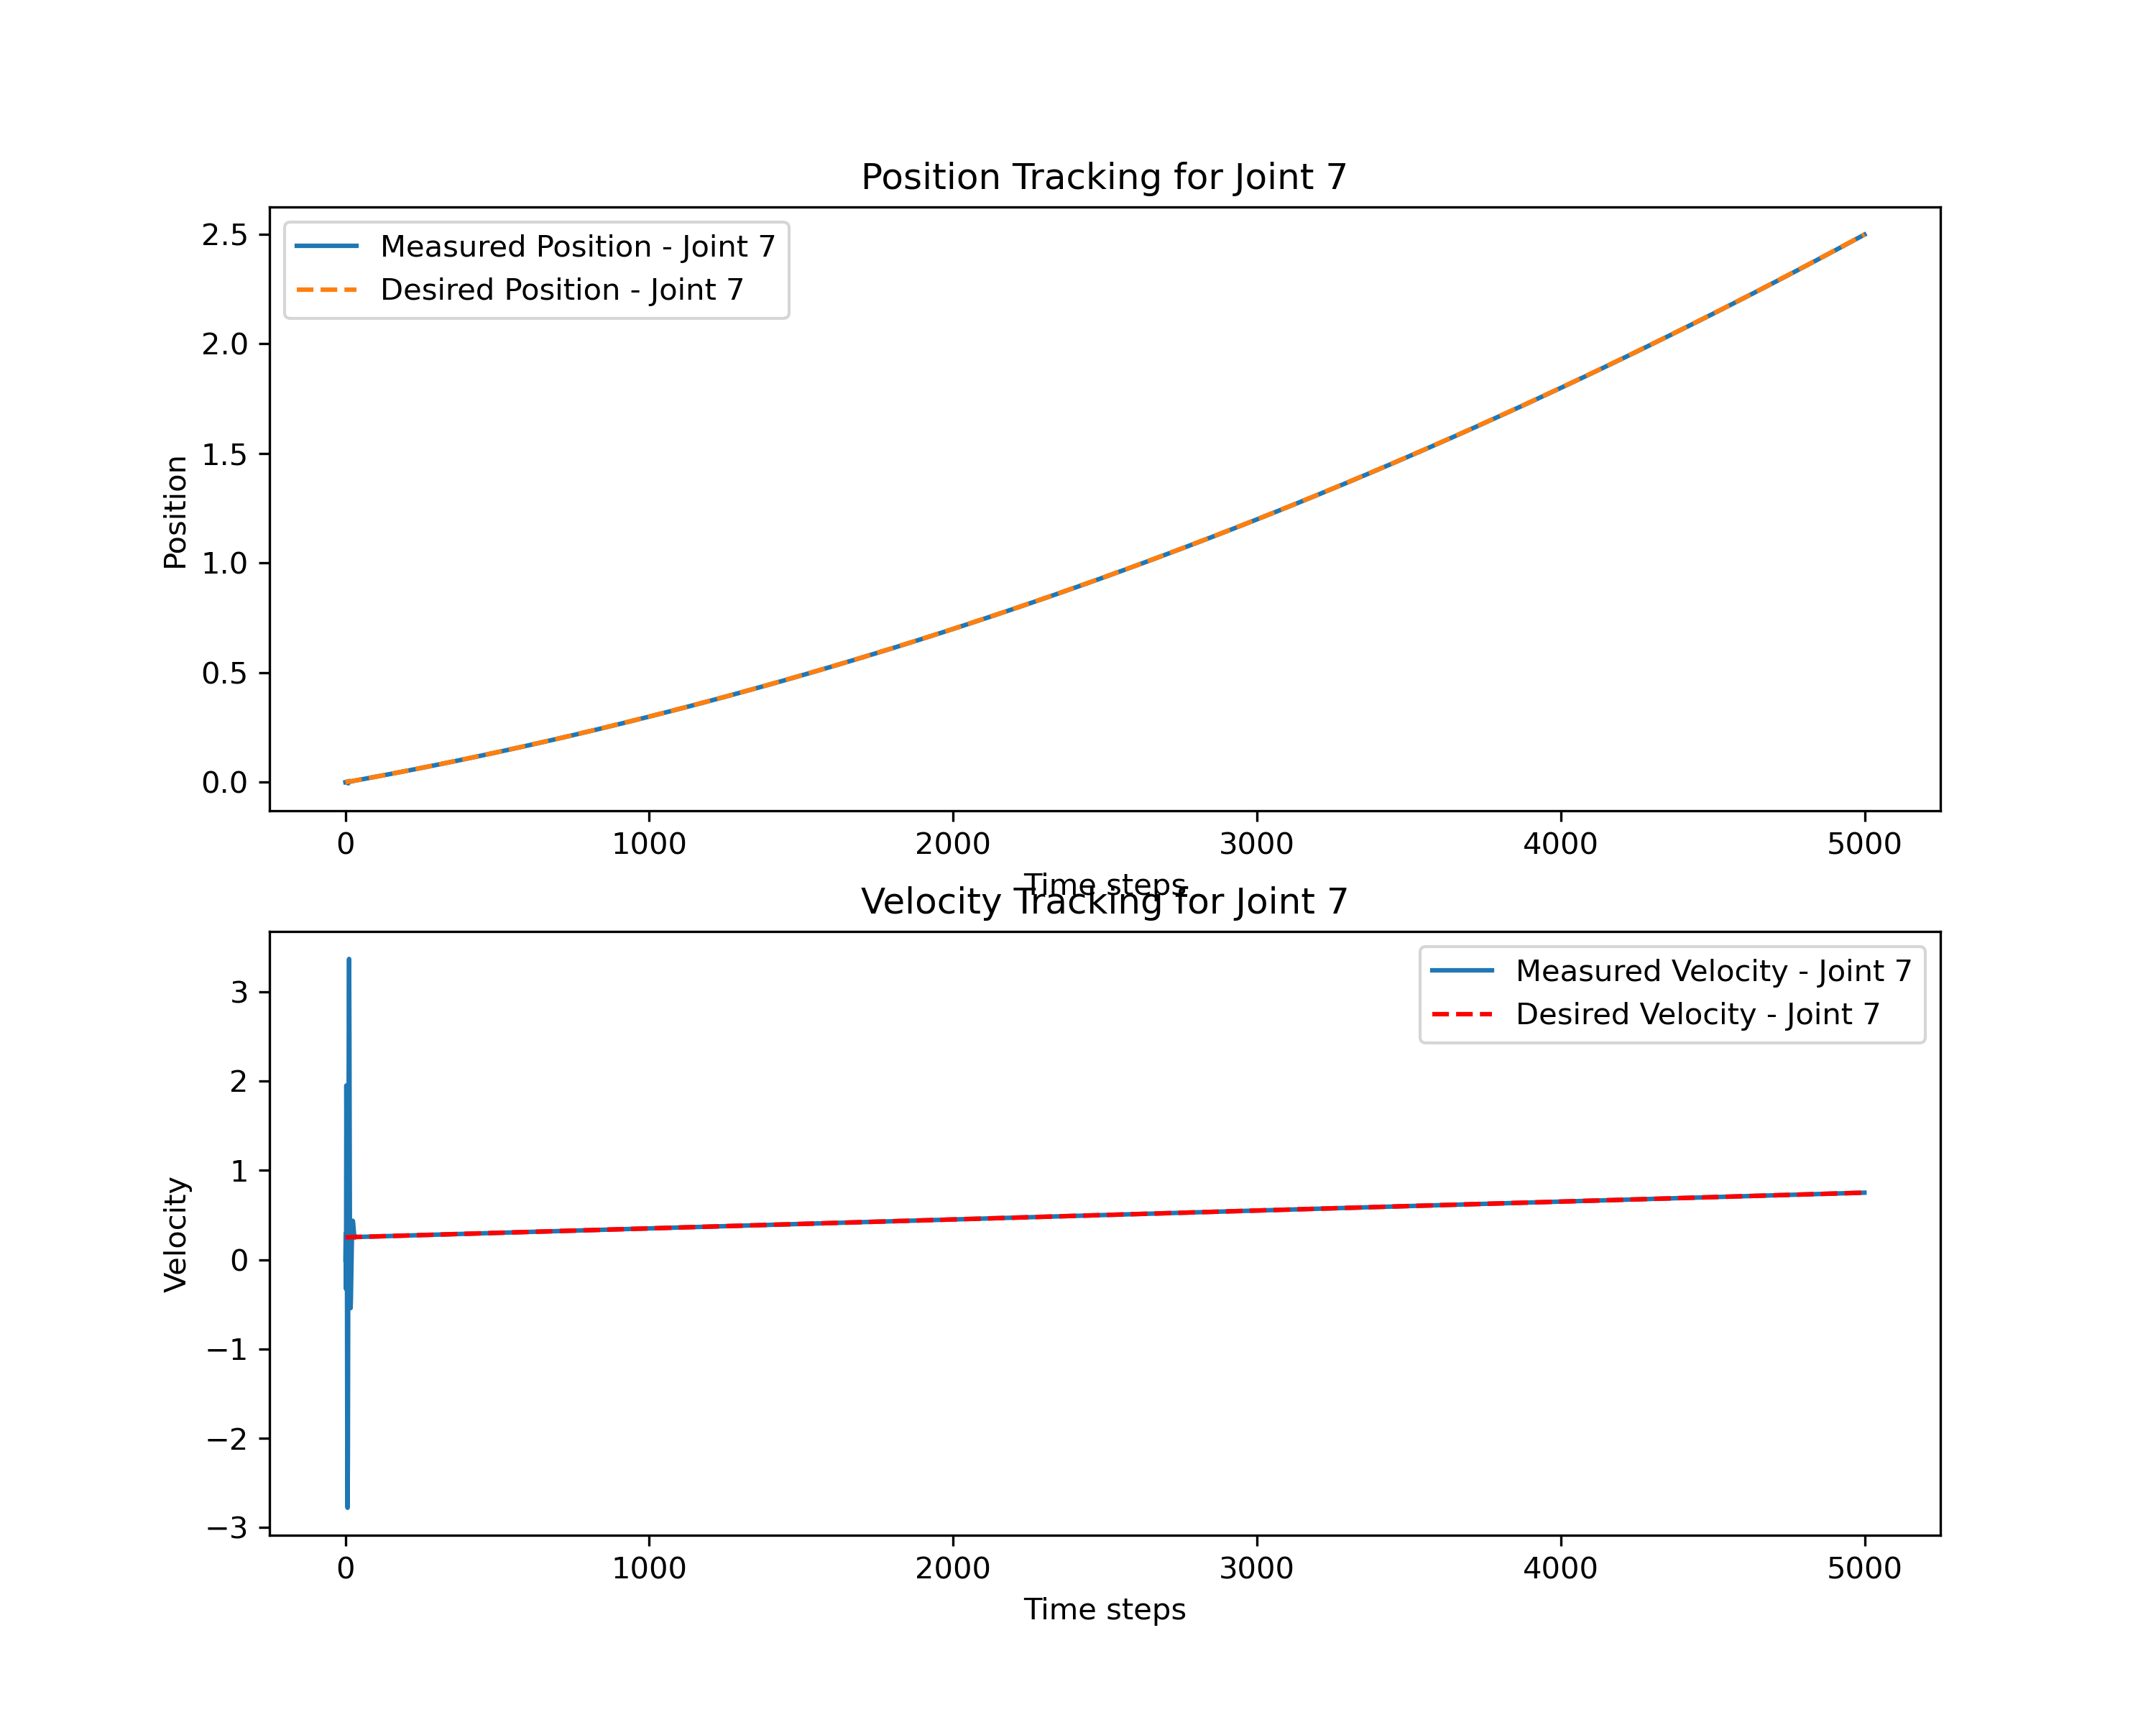 Position Tracking for Joint 7
Measured Position - Joint 7
Desired Position - Joint 7
Position
2.5
2.0
1.5
1.0
0.5
0.0
0 1000 2000 3000 4000 5000
Time steps
Velocity Tracking for Joint 7
Measured Velocity - Joint 7
Desired Velocity - Joint 7
Velocity
3
2
1
0
−1
−2
−3
0 1000 2000 3000 4000 5000
Time steps